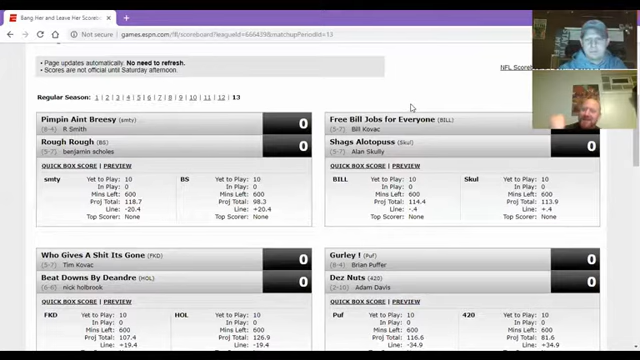 Bang Her and Leave Her Scoreb
Not secure | games.espn.com/ffl/scoreboard?leagueId=666439&matchupPeriodId=13
• Page updates automatically. No need to refresh.
• Scores are not official until Saturday afternoon.
NFL Scoreb
Regular Season: 1 | 2 | 3 | 4 | 5 | 6 | 7 | 8 | 9 | 10 | 11 | 12 | 13
Pimpin Aint Breesy (smty) 0
(8-4) R Smith
Rough Rough (BS) 0
(5-7) benjamin scholes
QUICK BOX SCORE | PREVIEW
smty Yet to Play: 10 BS Yet to Play: 10
In Play: 0 In Play: 0
Mins Left: 600 Mins Left: 600
Proj Total: 118.7 Proj Total: 98.3
Line: -20.4 Line: +20.4
Top Scorer: None Top Scorer: None
Free Bill Jobs for Everyone (BILL) 0
(5-7) Bill Kovac
Shags Alotopuss (Skul) 0
(5-7) Alan Skully
QUICK BOX SCORE | PREVIEW
BILL Yet to Play: 10 Skul Yet to Play: 10
In Play: 0 In Play: 0
Mins Left: 600 Mins Left: 600
Proj Total: 114.4 Proj Total: 113.9
Line: -.4 Line: +.4
Top Scorer: None Top Scorer: None
Who Gives A Shit Its Gone (FKD) 0
(5-7) Tim Kovac
Beat Downs By Deandre (HOL) 0
(6-6) nick holbrook
QUICK BOX SCORE | PREVIEW
FKD Yet to Play: 10 HOL Yet to Play: 10
In Play: 0 In Play: 0
Mins Left: 600 Mins Left: 600
Proj Total: 107.4 Proj Total: 126.9
Line: +19.4 Line: -19.4
Gurley ! (Puf) 0
(8-4) Brian Puffer
Dez Nuts (420) 0
(2-10) Adam Davis
QUICK BOX SCORE | PREVIEW
Puf Yet to Play: 10 420 Yet to Play: 10
In Play: 0 In Play: 0
Mins Left: 600 Mins Left: 600
Proj Total: 116.6 Proj Total: 81.6
Line: -34.9 Line: +34.9